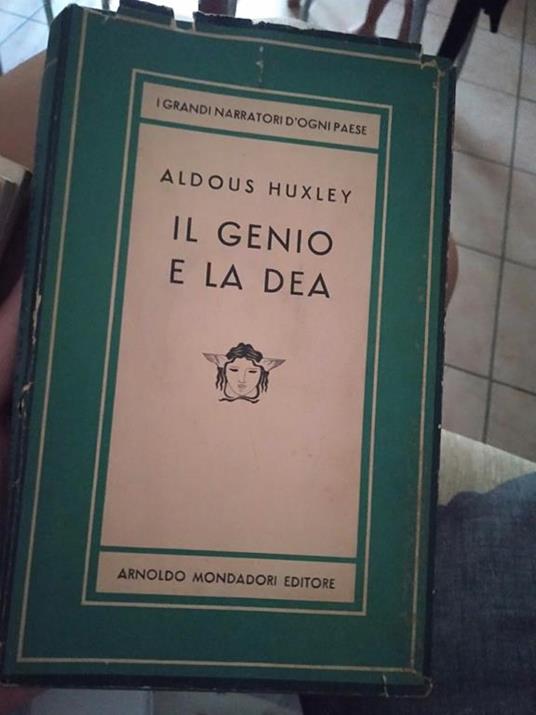 I GRANDI NARRATORI D'OGNI PAESE
ALDOUS HUXLEY
IL GENIO
E LA DEA
ARNOLDO MONDADORI EDITORE